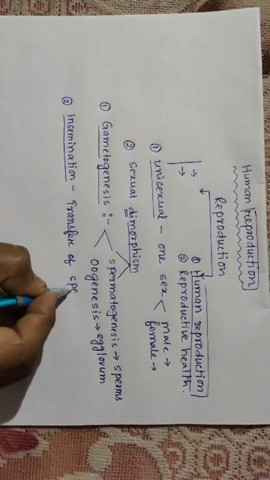 Human reproduction
Reproduction
① Human reproduction
② Reproductive health.
① unisexual - one sex < male →
female →
② sexual dimorphism
① Gametogenesis :- < spermatogenesis → sperms
Oogenesis → egg/ovum
② Insemination - Transfer of spe